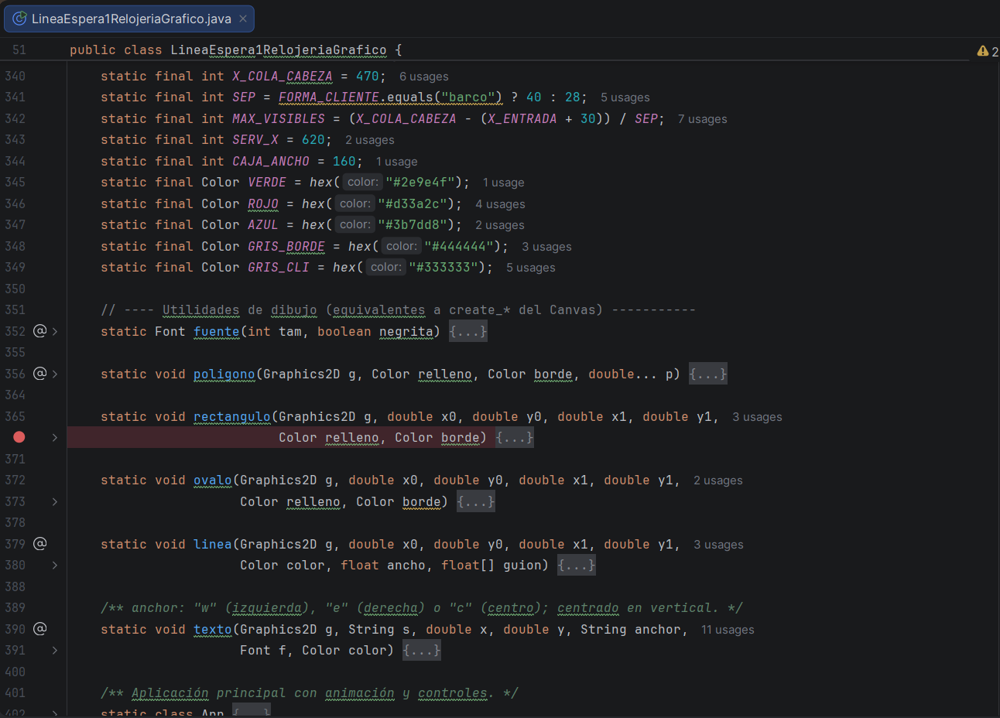 LineaEspera1RelojeriaGrafico.java
51 public class LineaEspera1RelojeriaGrafico { 2
340 static final int X_COLA_CABEZA = 470; 6 usages
341 static final int SEP = FORMA_CLIENTE.equals("barco") ? 40 : 28; 5 usages
342 static final int MAX_VISIBLES = (X_COLA_CABEZA - (X_ENTRADA + 30)) / SEP; 7 usages
343 static final int SERV_X = 620; 2 usages
344 static final int CAJA_ANCHO = 160; 1 usage
345 static final Color VERDE = hex( color: "#2e9e4f"); 1 usage
346 static final Color ROJO = hex( color: "#d33a2c"); 4 usages
347 static final Color AZUL = hex( color: "#3b7dd8"); 2 usages
348 static final Color GRIS_BORDE = hex( color: "#444444"); 3 usages
349 static final Color GRIS_CLI = hex( color: "#333333"); 5 usages
350
351 // ---- Utilidades de dibujo (equivalentes a create_* del Canvas) -----------
352 @ static Font fuente(int tam, boolean negrita) {...}
355
356 @ static void poligono(Graphics2D g, Color relleno, Color borde, double... p) {...}
364
365 static void rectangulo(Graphics2D g, double x0, double y0, double x1, double y1, 3 usages
Color relleno, Color borde) {...}
371
372 static void ovalo(Graphics2D g, double x0, double y0, double x1, double y1, 2 usages
373 Color relleno, Color borde) {...}
378
379 @ static void linea(Graphics2D g, double x0, double y0, double x1, double y1, 3 usages
380 Color color, float ancho, float[] guion) {...}
388
389 /** anchor: "w" (izquierda), "e" (derecha) o "c" (centro); centrado en vertical. */
390 @ static void texto(Graphics2D g, String s, double x, double y, String anchor, 11 usages
391 Font f, Color color) {...}
400
401 /** Aplicación principal con animación y controles. */
402 static class App {...}